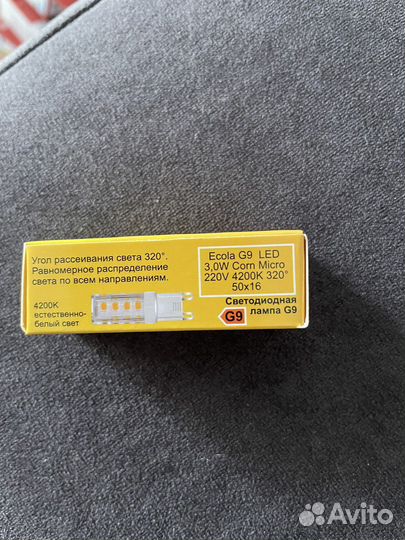 Угол рассеивания света 320°.
Равномерное распределение
света по всем направлениям.
4200K
естественно-
белый свет
Ecola G9 LED
3,0W Corn Micro
220V 4200K 320°
50x16
Светодиодная
лампа G9
G9
Avito